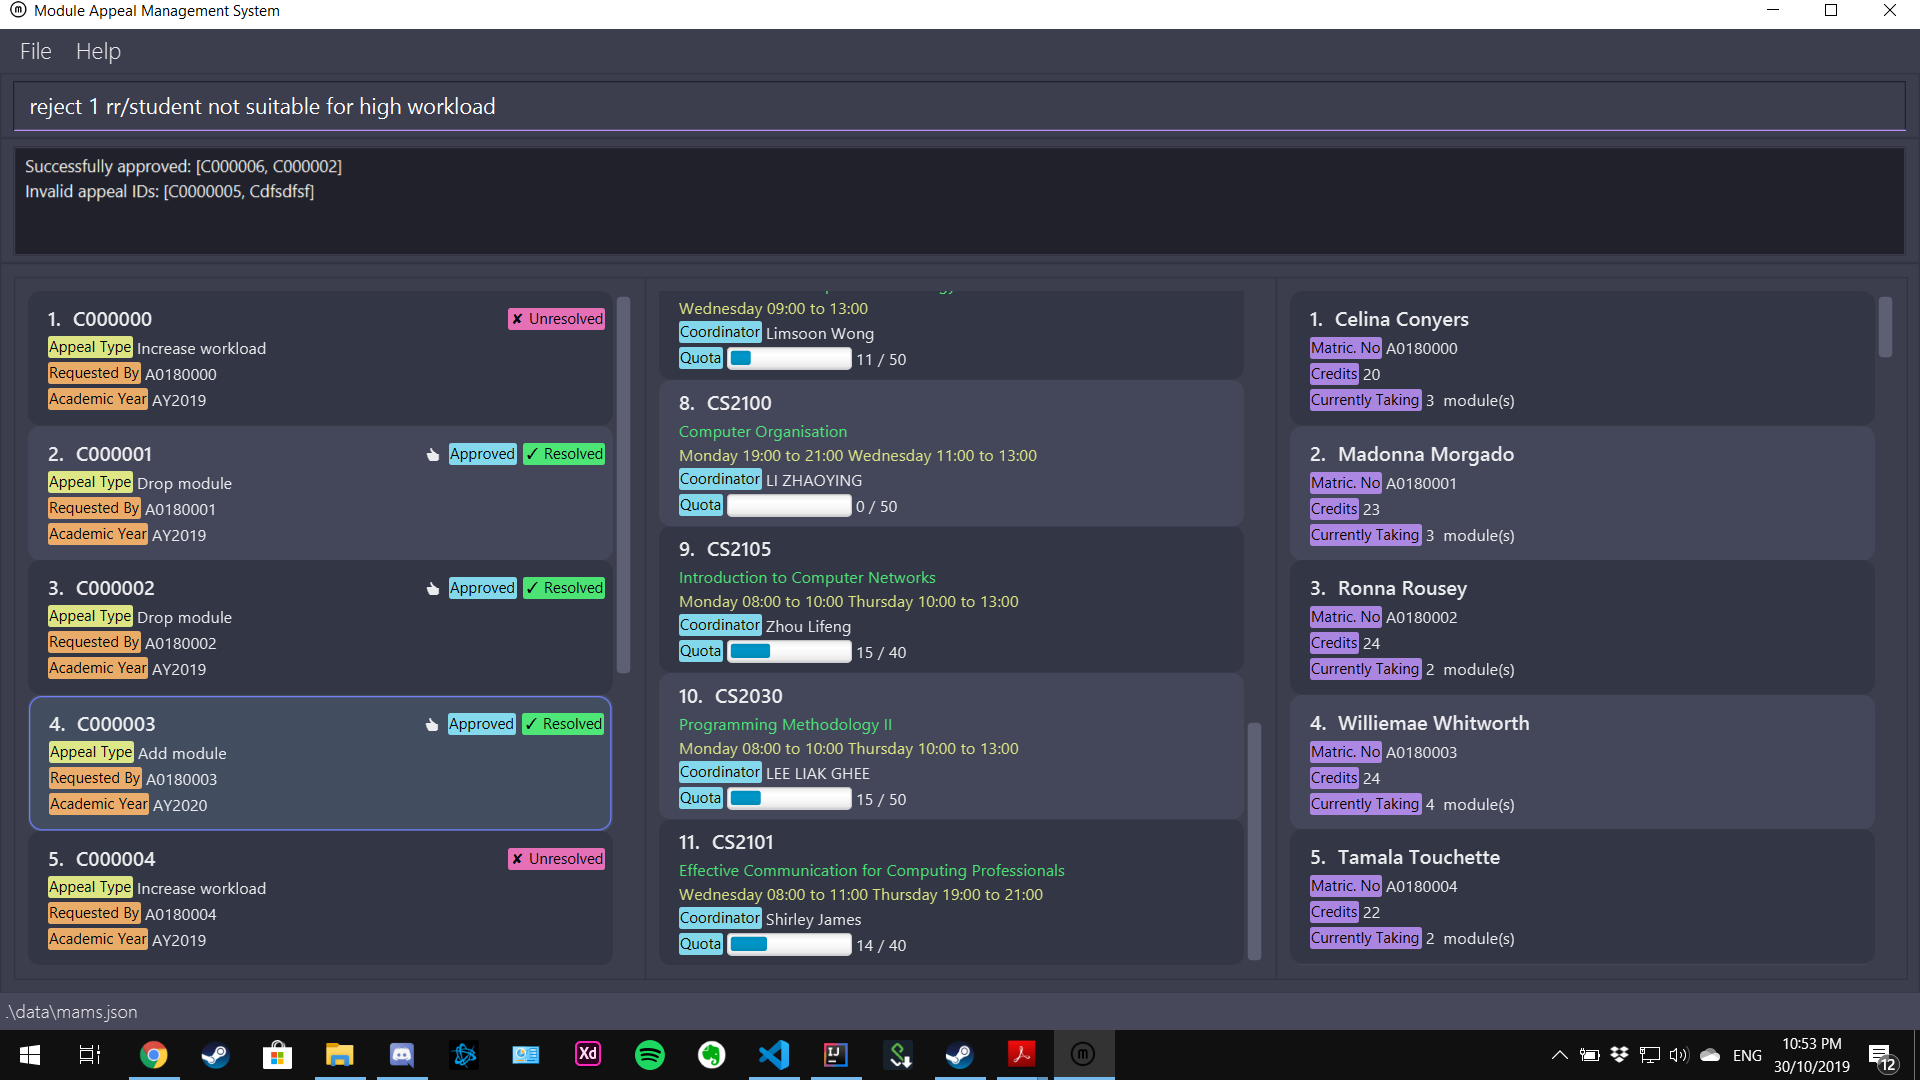 Module Appeal Management System
File Help
reject 1 rr/student not suitable for high workload
Successfully approved: [C000006, C000002]
Invalid appeal IDs: [C0000005, Cdfsdfsf]
1. C000000
✘ Unresolved
Appeal Type Increase workload
Requested By A0180000
Academic Year AY2019
2. C000001
Approved ✓ Resolved
Appeal Type Drop module
Requested By A0180001
Academic Year AY2019
3. C000002
Approved ✓ Resolved
Appeal Type Drop module
Requested By A0180002
Academic Year AY2019
4. C000003
Approved ✓ Resolved
Appeal Type Add module
Requested By A0180003
Academic Year AY2020
5. C000004
✘ Unresolved
Appeal Type Increase workload
Requested By A0180004
Academic Year AY2019
Wednesday 09:00 to 13:00
Coordinator Limsoon Wong
Quota 11 / 50
8. CS2100
Computer Organisation
Monday 19:00 to 21:00 Wednesday 11:00 to 13:00
Coordinator LI ZHAOYING
Quota 0 / 50
9. CS2105
Introduction to Computer Networks
Monday 08:00 to 10:00 Thursday 10:00 to 13:00
Coordinator Zhou Lifeng
Quota 15 / 40
10. CS2030
Programming Methodology II
Monday 08:00 to 10:00 Thursday 10:00 to 13:00
Coordinator LEE LIAK GHEE
Quota 15 / 50
11. CS2101
Effective Communication for Computing Professionals
Wednesday 08:00 to 11:00 Thursday 19:00 to 21:00
Coordinator Shirley James
Quota 14 / 40
1. Celina Conyers
Matric. No A0180000
Credits 20
Currently Taking 3 module(s)
2. Madonna Morgado
Matric. No A0180001
Credits 23
Currently Taking 3 module(s)
3. Ronna Rousey
Matric. No A0180002
Credits 24
Currently Taking 2 module(s)
4. Williemae Whitworth
Matric. No A0180003
Credits 24
Currently Taking 4 module(s)
5. Tamala Touchette
Matric. No A0180004
Credits 22
Currently Taking 2 module(s)
.\data\mams.json
Xd
IJ
m
ENG
10:53 PM
30/10/2019
12